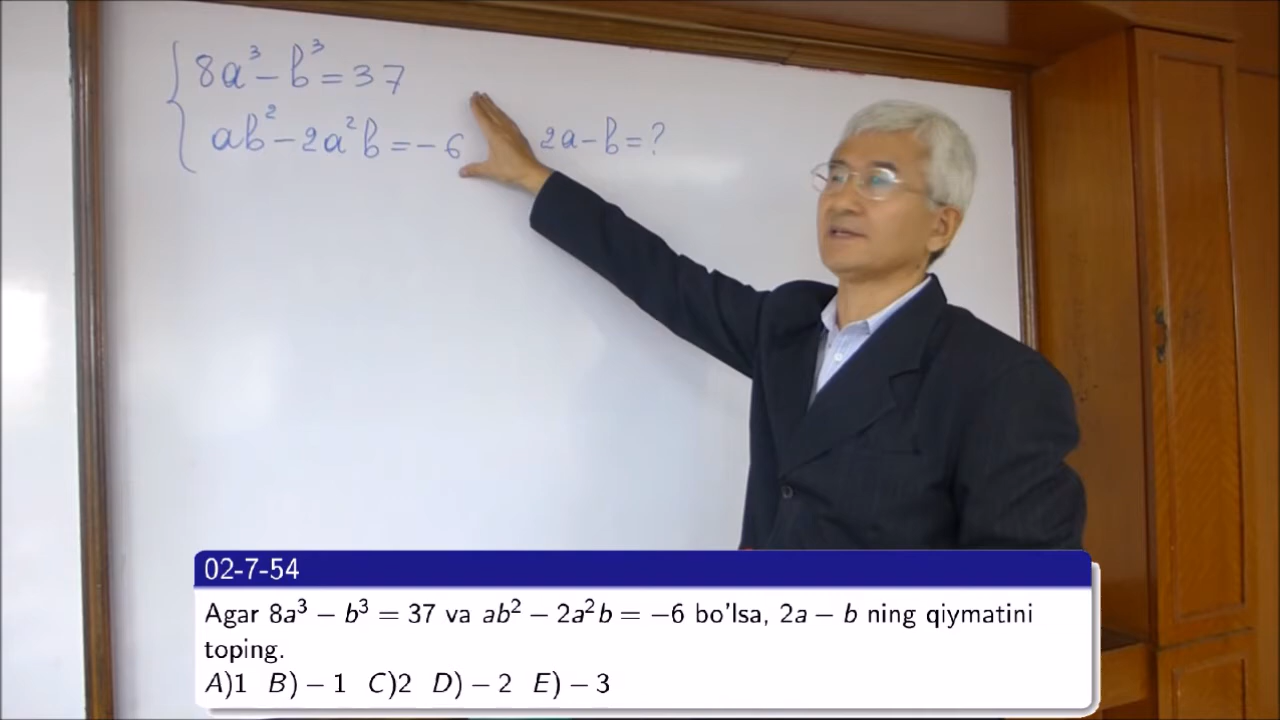 8a³ − b³ = 37
ab² − 2a²b = −6 2a − b = ?
02-7-54
Agar 8a³ − b³ = 37 va ab² − 2a²b = −6 bo'lsa, 2a − b ning qiymatini
toping.
A)1 B) − 1 C)2 D) − 2 E) − 3